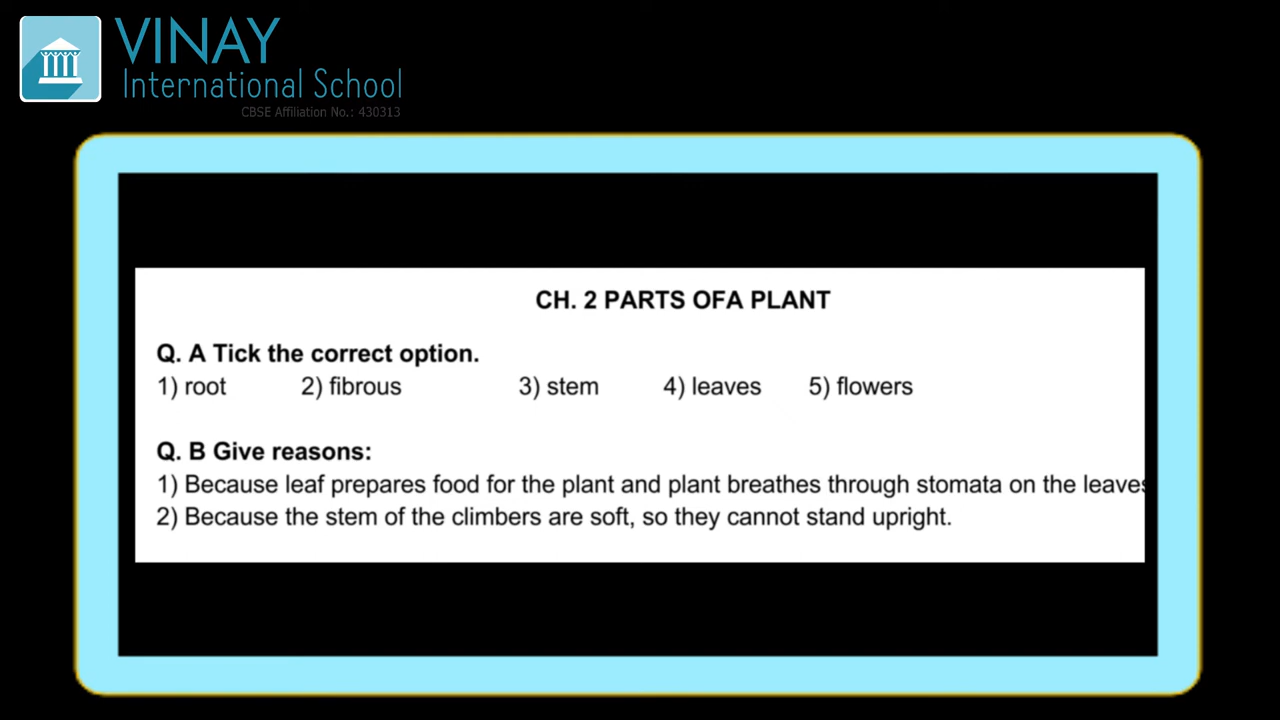 VINAY
International School
CBSE Affiliation No.: 430313
CH. 2 PARTS OFA PLANT
Q. A Tick the correct option.
1) root 2) fibrous 3) stem 4) leaves 5) flowers
Q. B Give reasons:
1) Because leaf prepares food for the plant and plant breathes through stomata on the leaves
2) Because the stem of the climbers are soft, so they cannot stand upright.